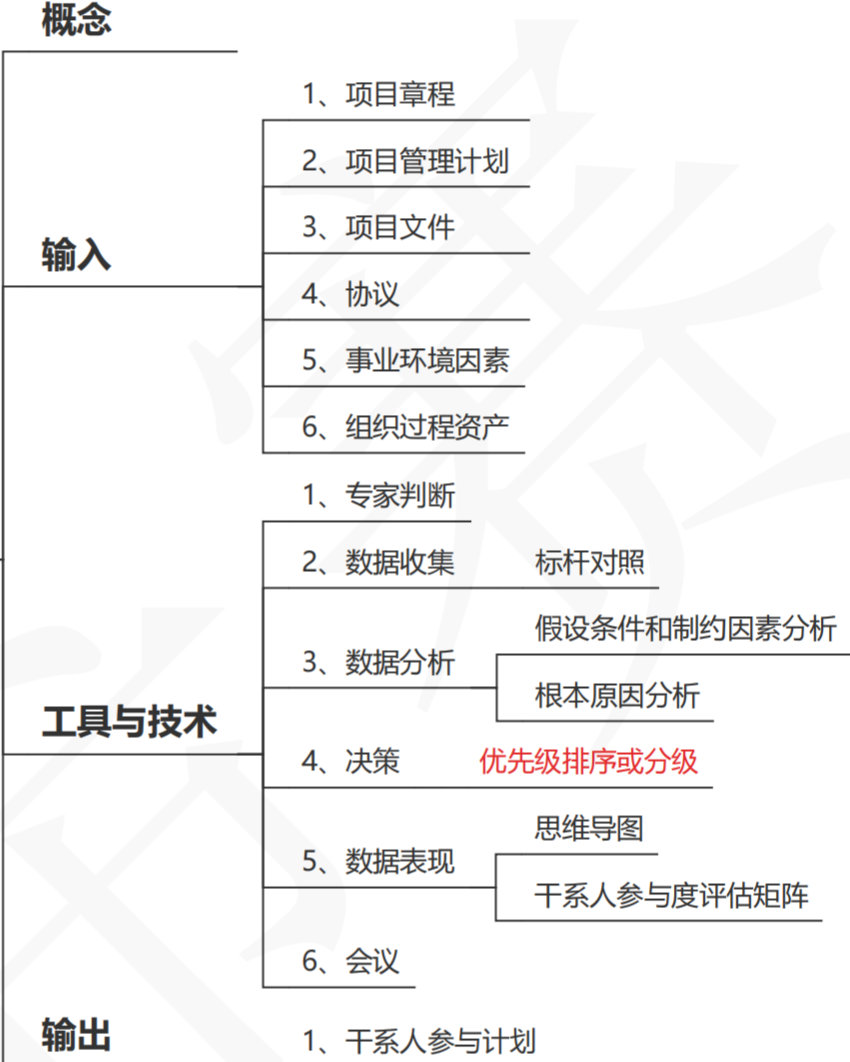 概念
输入
1、项目章程
2、项目管理计划
3、项目文件
4、协议
5、事业环境因素
6、组织过程资产
工具与技术
1、专家判断
2、数据收集
标杆对照
3、数据分析
假设条件和制约因素分析
根本原因分析
4、决策
优先级排序或分级
5、数据表现
思维导图
干系人参与度评估矩阵
6、会议
输出
1、干系人参与计划